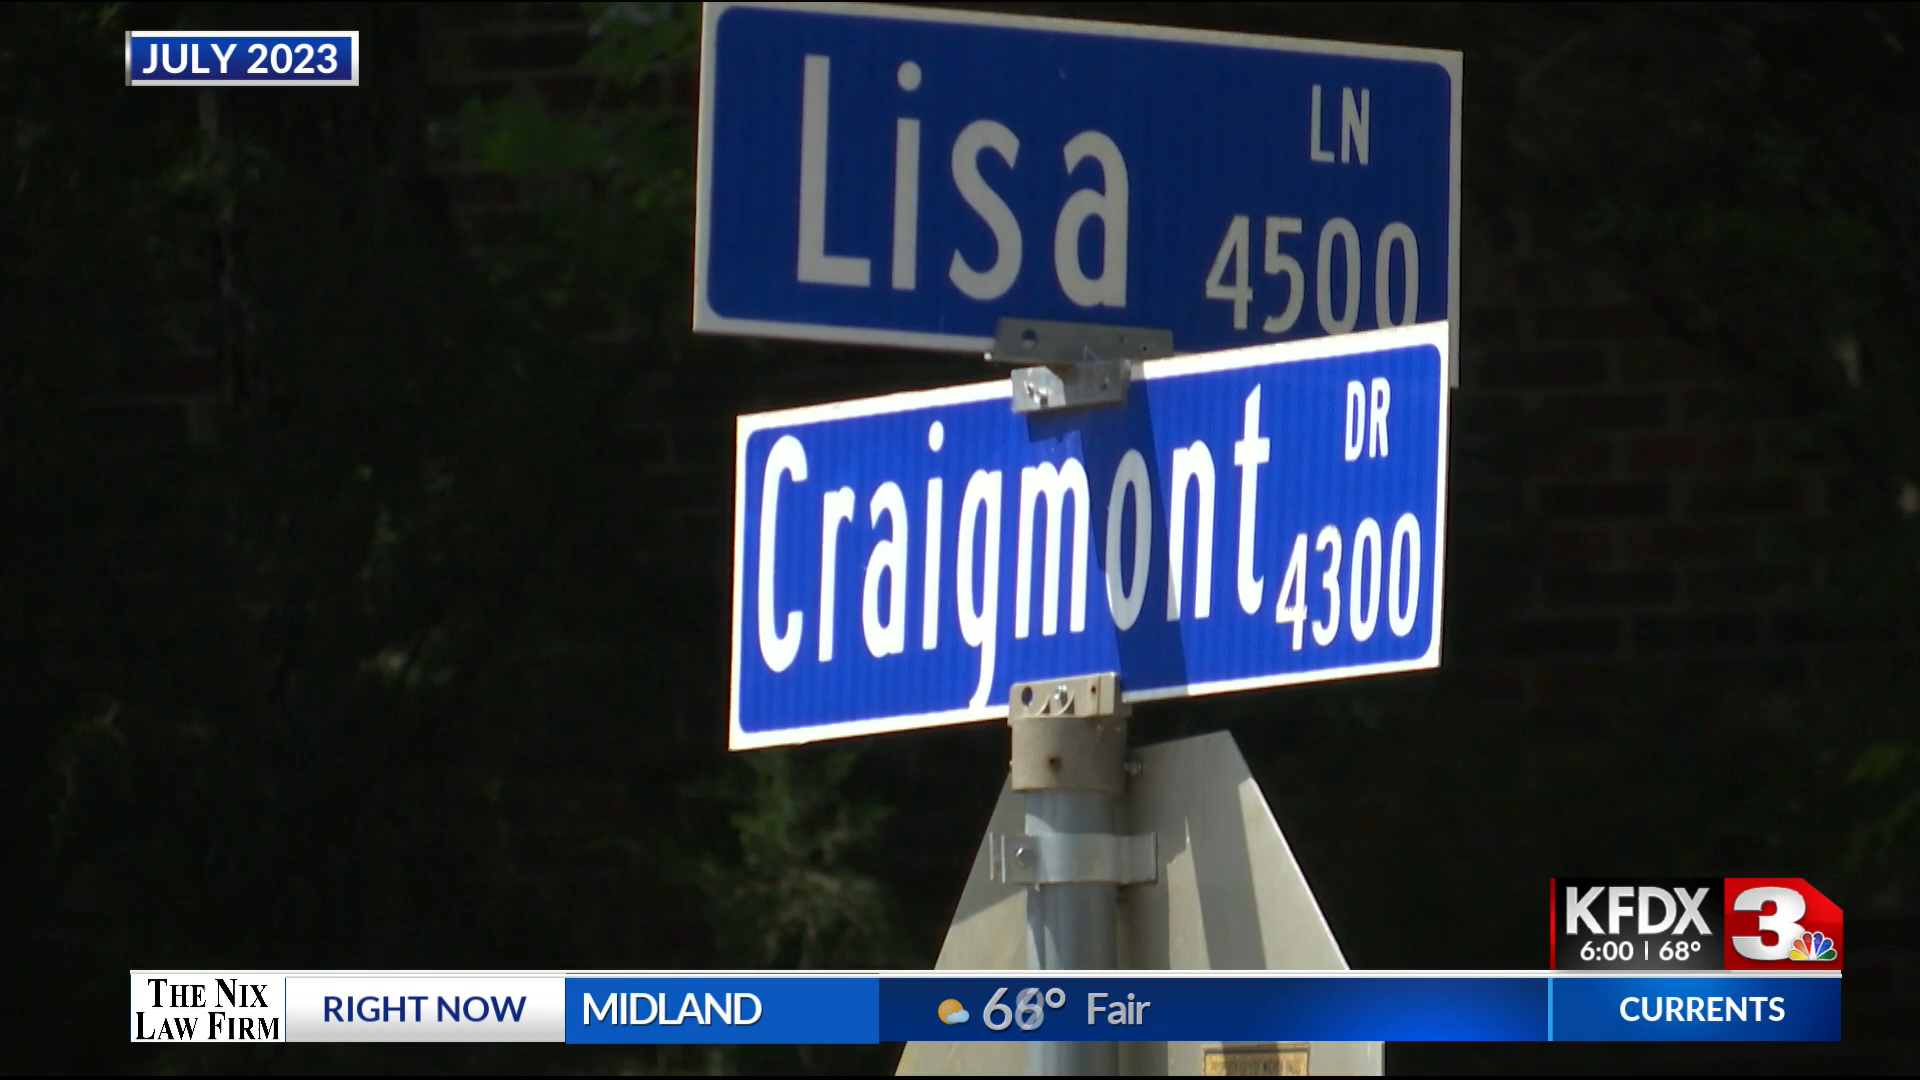 JULY 2023
Lisa LN
4500
Craigmont DR
4300
KFDX 3
6:00 | 68°
THE NIX
LAW FIRM
RIGHT NOW
MIDLAND
Fair
CURRENTS